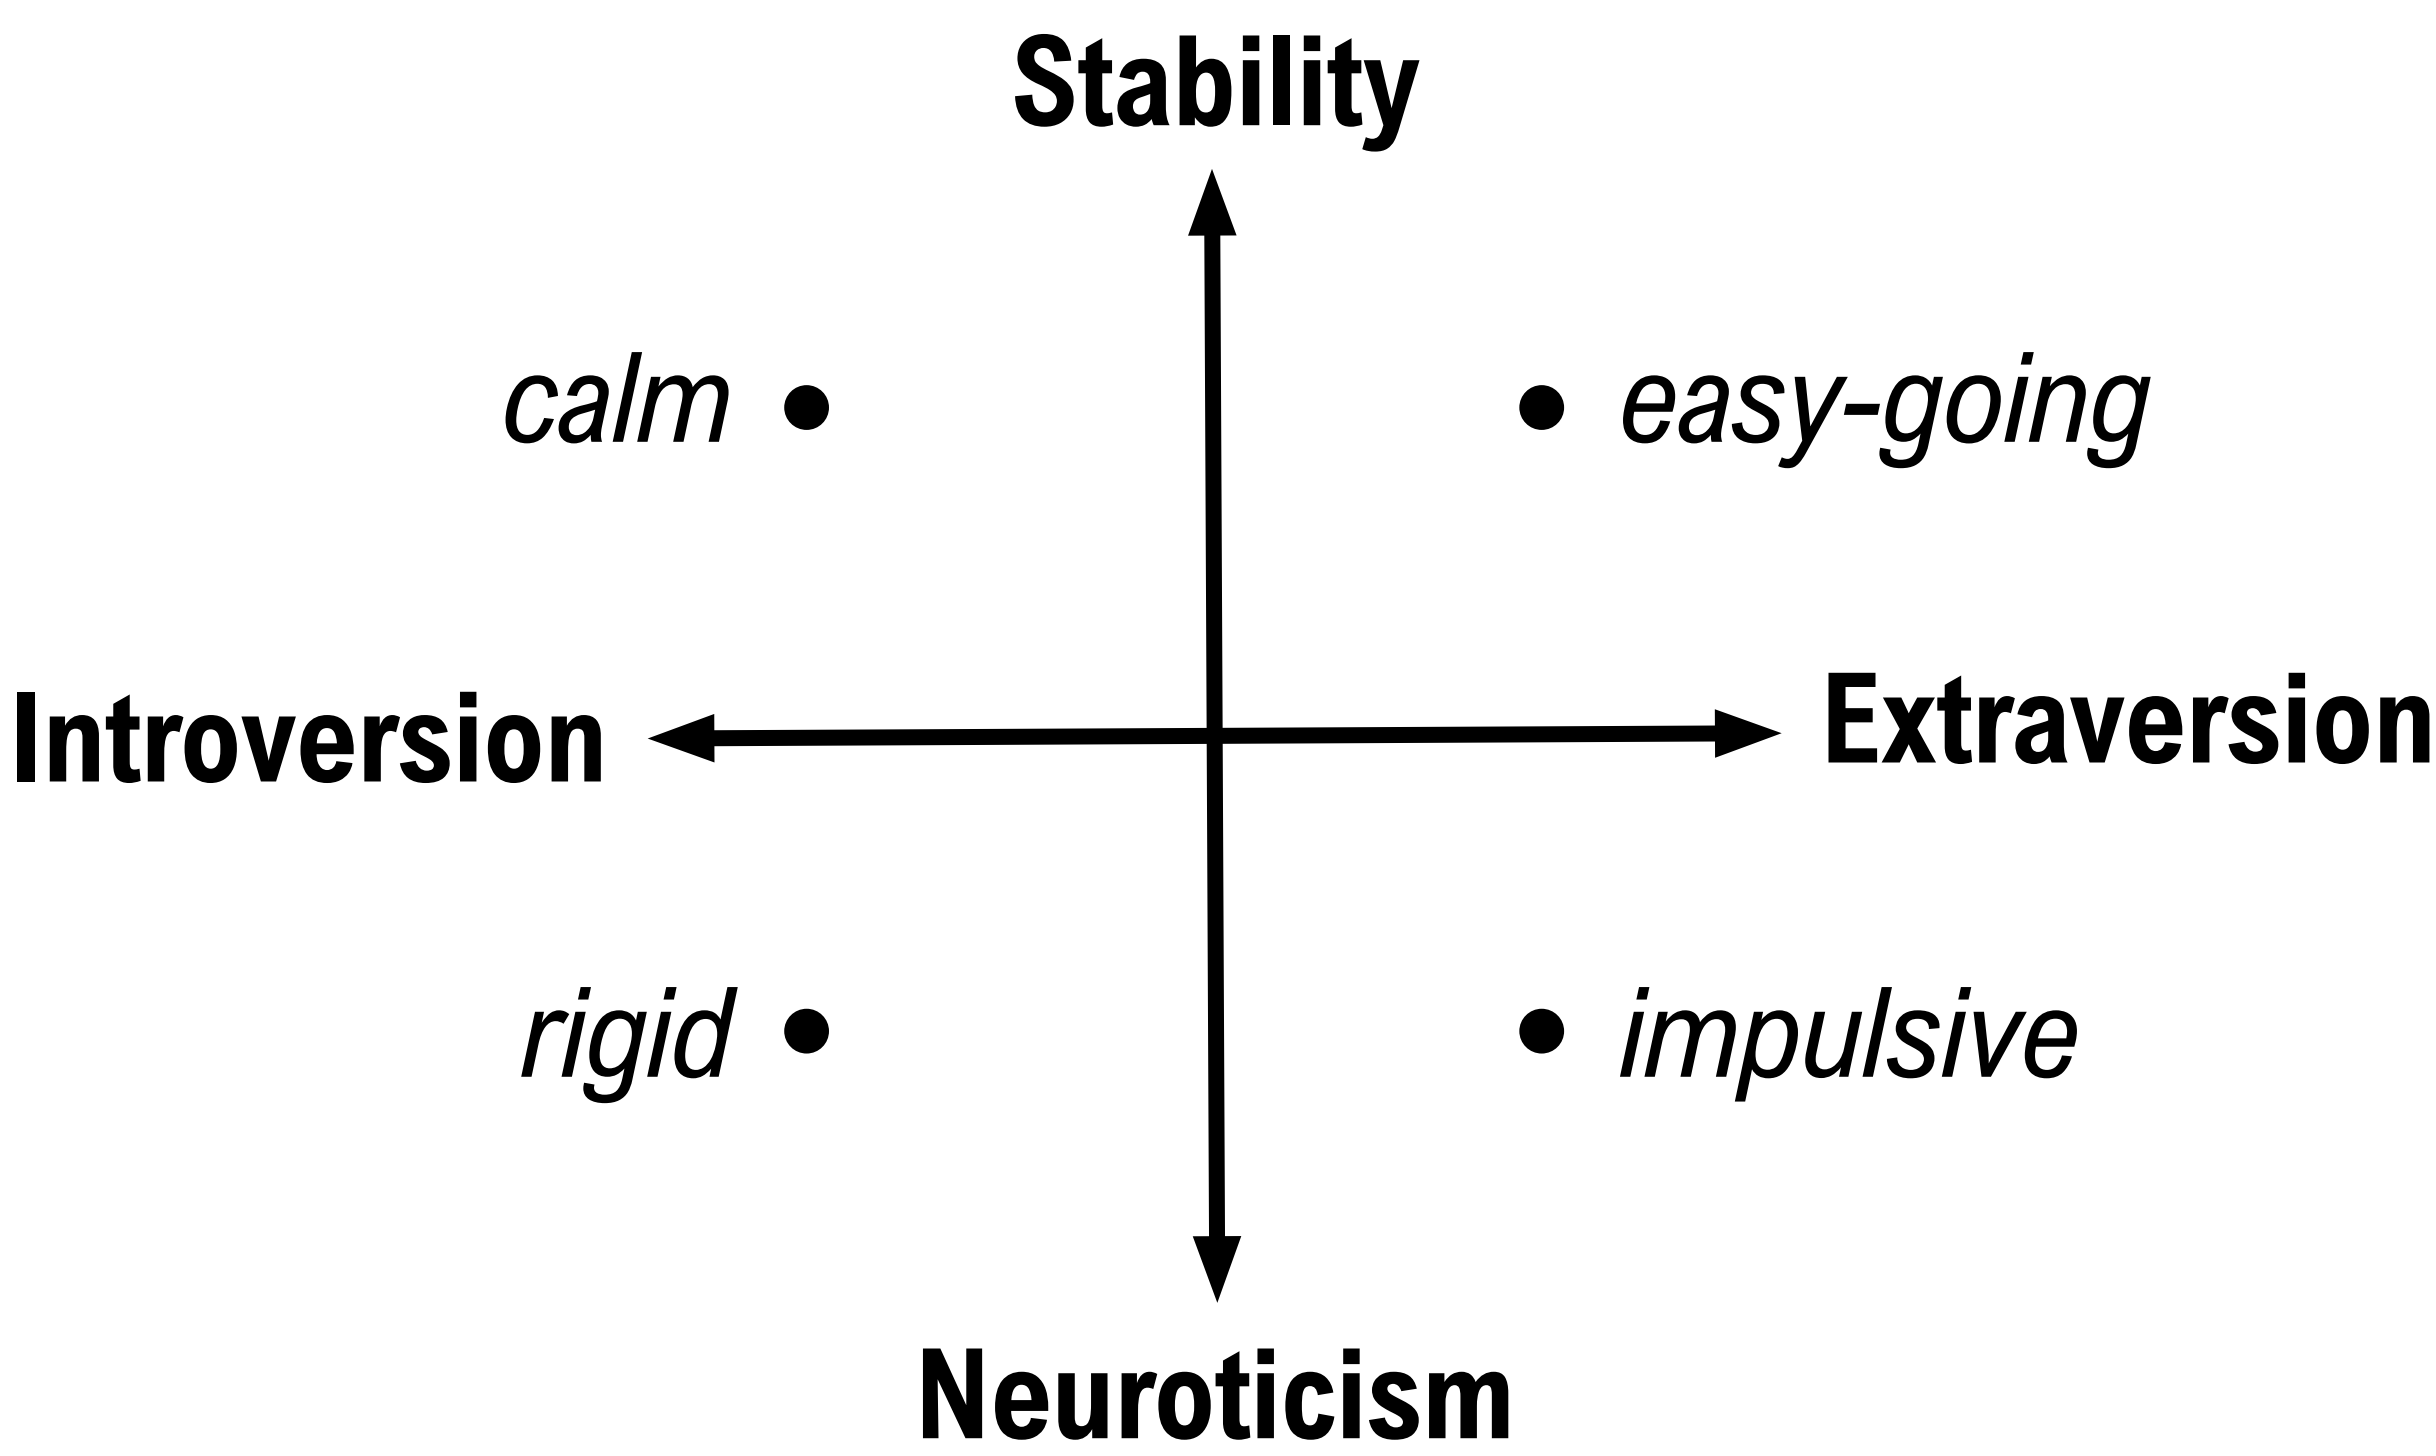 Stability
calm
easy-going
Introversion
Extraversion
rigid
impulsive
Neuroticism